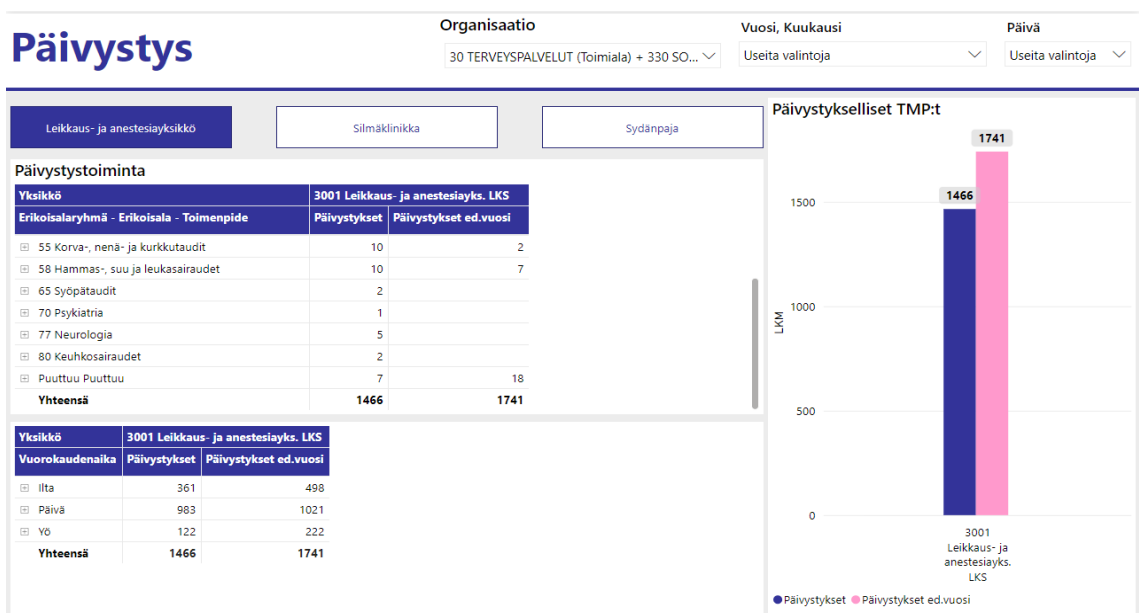 Päivystys
Organisaatio
30 TERVEYSPALVELUT (Toimiala) + 330 SO...
Vuosi, Kuukausi
Useita valintoja
Päivä
Useita valintoja
Leikkaus- ja anestesiayksikkö
Silmäklinikka
Sydänpaja
Päivystystoiminta
Yksikkö 3001 Leikkaus- ja anestesiayks. LKS
Erikoisalaryhmä - Erikoisala - Toimenpide Päivystykset Päivystykset ed.vuosi
55 Korva-, nenä- ja kurkkutaudit 10 2
58 Hammas-, suu ja leukasairaudet 10 7
65 Syöpätaudit 2
70 Psykiatria 1
77 Neurologia 5
80 Keuhkosairaudet 2
Puuttuu Puuttuu 7 18
Yhteensä 1466 1741
Yksikkö 3001 Leikkaus- ja anestesiayks. LKS
Vuorokaudenaika Päivystykset Päivystykset ed.vuosi
Ilta 361 498
Päivä 983 1021
Yö 122 222
Yhteensä 1466 1741
Päivystykselliset TMP:t
1741
1466
1500
1000
LKM
500
0
3001
Leikkaus- ja
anestesiayks.
LKS
Päivystykset Päivystykset ed.vuosi